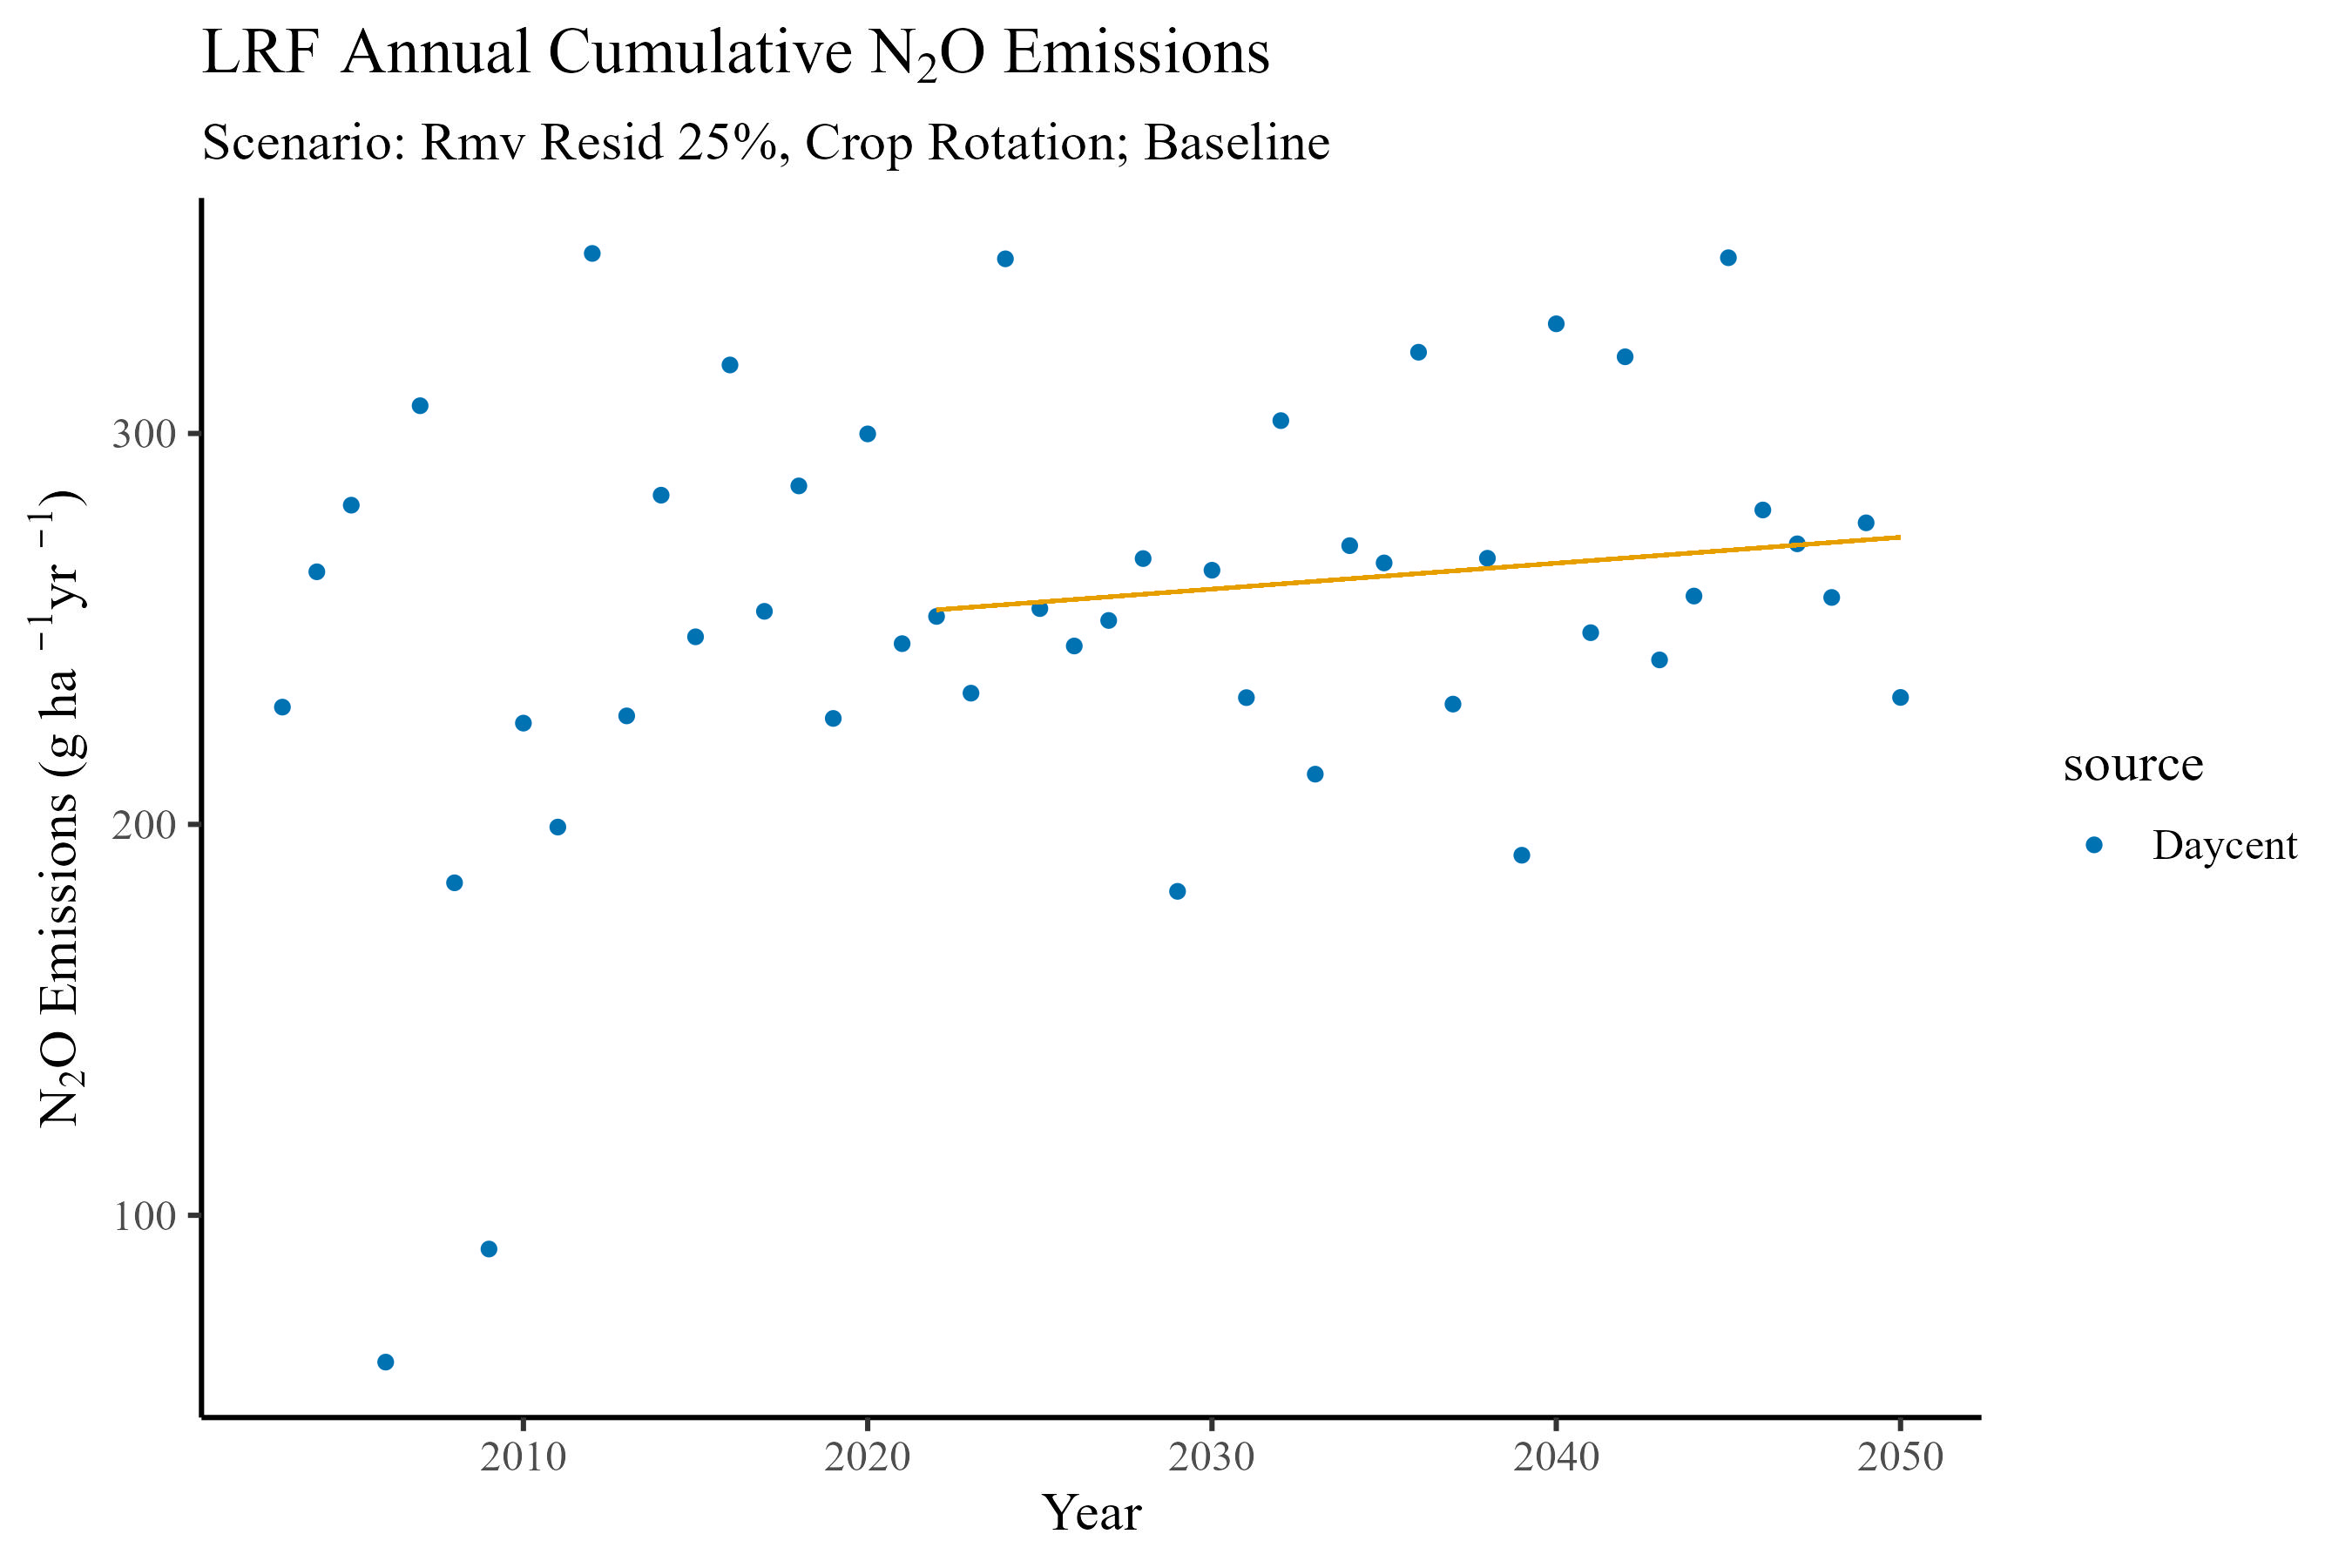 LRF Annual Cumulative N₂O Emissions
Scenario: Rmv Resid 25%, Crop Rotation; Baseline
N₂O Emissions (g ha ⁻¹yr ⁻¹)
300
200
100
2010 2020 2030 2040 2050
Year
source
Daycent